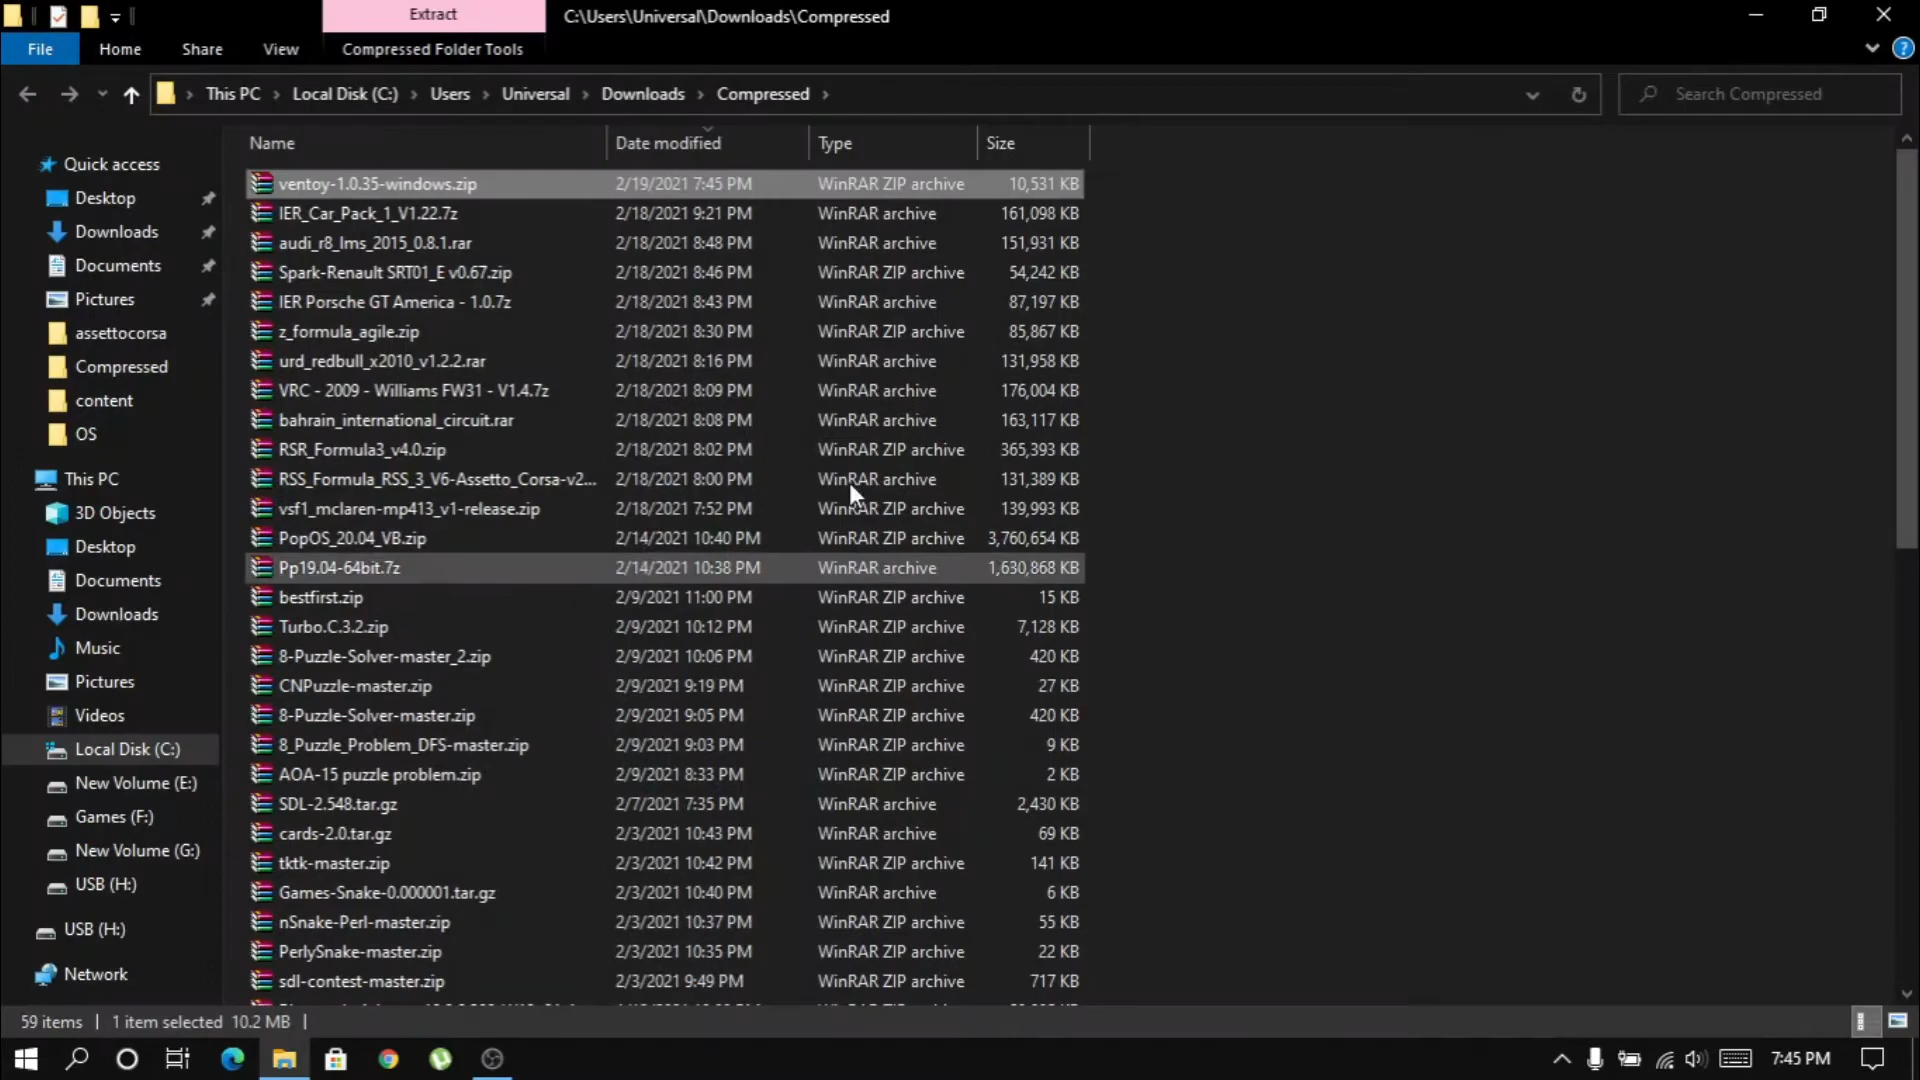 Extract
C:\Users\Universal\Downloads\Compressed
File Home Share View Compressed Folder Tools
This PC Local Disk (C:) Users Universal Downloads Compressed
Search Compressed
Name Date modified Type Size
ventoy-1.0.35-windows.zip 2/19/2021 7:45 PM WinRAR ZIP archive 10,531 KB
IER_Car_Pack_1_V1.22.7z 2/18/2021 9:21 PM WinRAR archive 161,098 KB
audi_r8_lms_2015_0.8.1.rar 2/18/2021 8:48 PM WinRAR archive 151,931 KB
Spark-Renault SRT01_E v0.67.zip 2/18/2021 8:46 PM WinRAR ZIP archive 54,242 KB
IER Porsche GT America - 1.0.7z 2/18/2021 8:43 PM WinRAR archive 87,197 KB
z_formula_agile.zip 2/18/2021 8:30 PM WinRAR ZIP archive 85,867 KB
urd_redbull_x2010_v1.2.2.rar 2/18/2021 8:16 PM WinRAR archive 131,958 KB
VRC - 2009 - Williams FW31 - V1.4.7z 2/18/2021 8:09 PM WinRAR archive 176,004 KB
bahrain_international_circuit.rar 2/18/2021 8:08 PM WinRAR archive 163,117 KB
RSR_Formula3_v4.0.zip 2/18/2021 8:02 PM WinRAR ZIP archive 365,393 KB
RSS_Formula_RSS_3_V6-Assetto_Corsa-v2... 2/18/2021 8:00 PM WinRAR archive 131,389 KB
vsf1_mclaren-mp413_v1-release.zip 2/18/2021 7:52 PM WinRAR ZIP archive 139,993 KB
PopOS_20.04_VB.zip 2/14/2021 10:40 PM WinRAR ZIP archive 3,760,654 KB
Pp19.04-64bit.7z 2/14/2021 10:38 PM WinRAR archive 1,630,868 KB
bestfirst.zip 2/9/2021 11:00 PM WinRAR ZIP archive 15 KB
Turbo.C.3.2.zip 2/9/2021 10:12 PM WinRAR ZIP archive 7,128 KB
8-Puzzle-Solver-master_2.zip 2/9/2021 10:06 PM WinRAR ZIP archive 420 KB
CNPuzzle-master.zip 2/9/2021 9:19 PM WinRAR ZIP archive 27 KB
8-Puzzle-Solver-master.zip 2/9/2021 9:05 PM WinRAR ZIP archive 420 KB
8_Puzzle_Problem_DFS-master.zip 2/9/2021 9:03 PM WinRAR ZIP archive 9 KB
AOA-15 puzzle problem.zip 2/9/2021 8:33 PM WinRAR ZIP archive 2 KB
SDL-2.548.tar.gz 2/7/2021 7:35 PM WinRAR archive 2,430 KB
cards-2.0.tar.gz 2/3/2021 10:43 PM WinRAR archive 69 KB
tktk-master.zip 2/3/2021 10:42 PM WinRAR ZIP archive 141 KB
Games-Snake-0.000001.tar.gz 2/3/2021 10:40 PM WinRAR archive 6 KB
nSnake-Perl-master.zip 2/3/2021 10:37 PM WinRAR ZIP archive 55 KB
PerlySnake-master.zip 2/3/2021 10:35 PM WinRAR ZIP archive 22 KB
sdl-contest-master.zip 2/3/2021 9:49 PM WinRAR ZIP archive 717 KB
Quick access
Desktop
Downloads
Documents
Pictures
assettocorsa
Compressed
content
OS
This PC
3D Objects
Desktop
Documents
Downloads
Music
Pictures
Videos
Local Disk (C:)
New Volume (E:)
Games (F:)
New Volume (G:)
USB (H:)
USB (H:)
Network
59 items 1 item selected 10.2 MB
7:45 PM